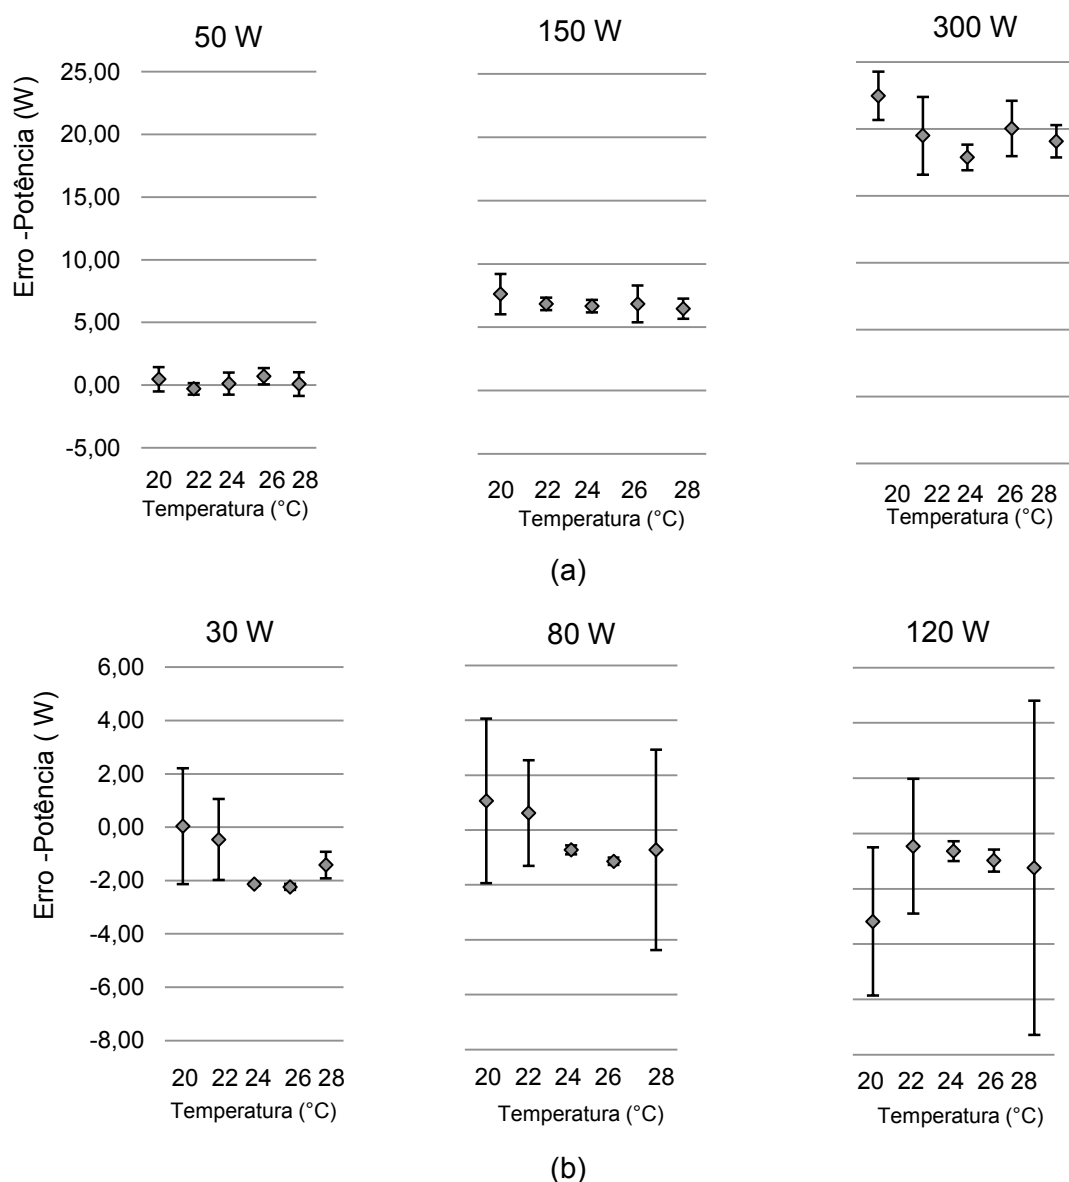 50 W
150 W
300 W
Erro -Potência (W)
25,00
20,00
15,00
10,00
5,00
0,00
-5,00
20 22 24 26 28
Temperatura (°C)
20 22 24 26 28
Temperatura (°C)
20 22 24 26 28
Temperatura (°C)
(a)
30 W
80 W
120 W
Erro -Potência ( W)
6,00
4,00
2,00
0,00
-2,00
-4,00
-6,00
-8,00
20 22 24 26 28
Temperatura (°C)
20 22 24 26 28
Temperatura (°C)
20 22 24 26 28
Temperatura (°C)
(b)